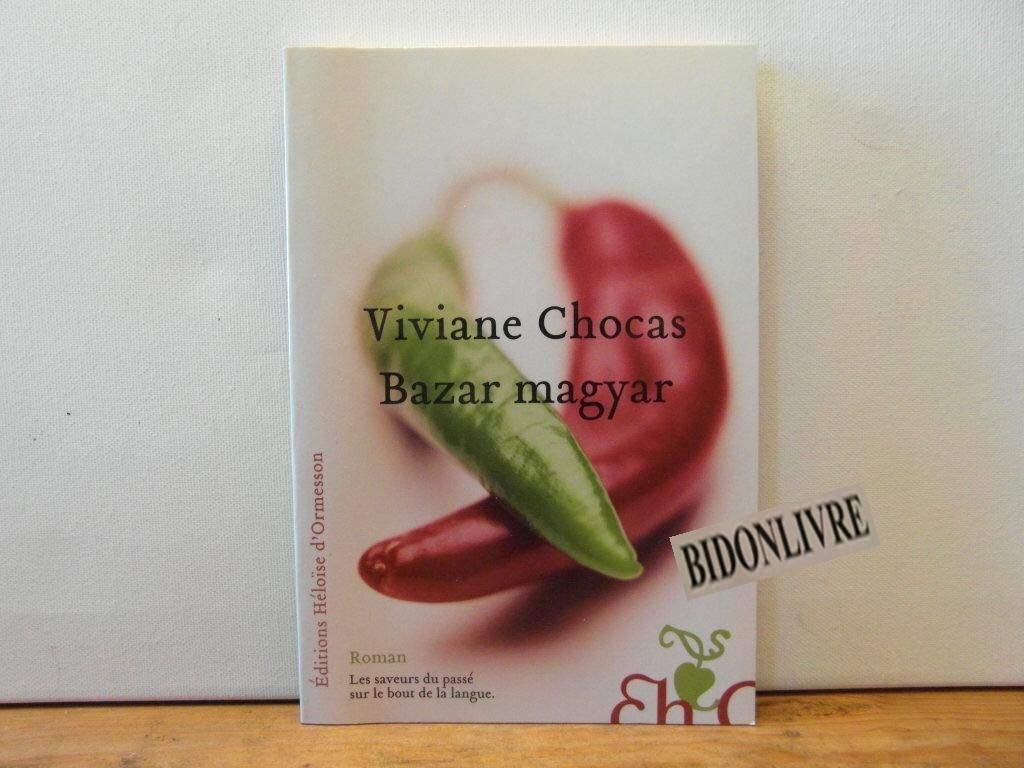 Viviane Chocas
Bazar magyar
Éditions Héloïse d'Ormesson
BIDONLIVRE
Roman
Les saveurs du passé
sur le bout de la langue.